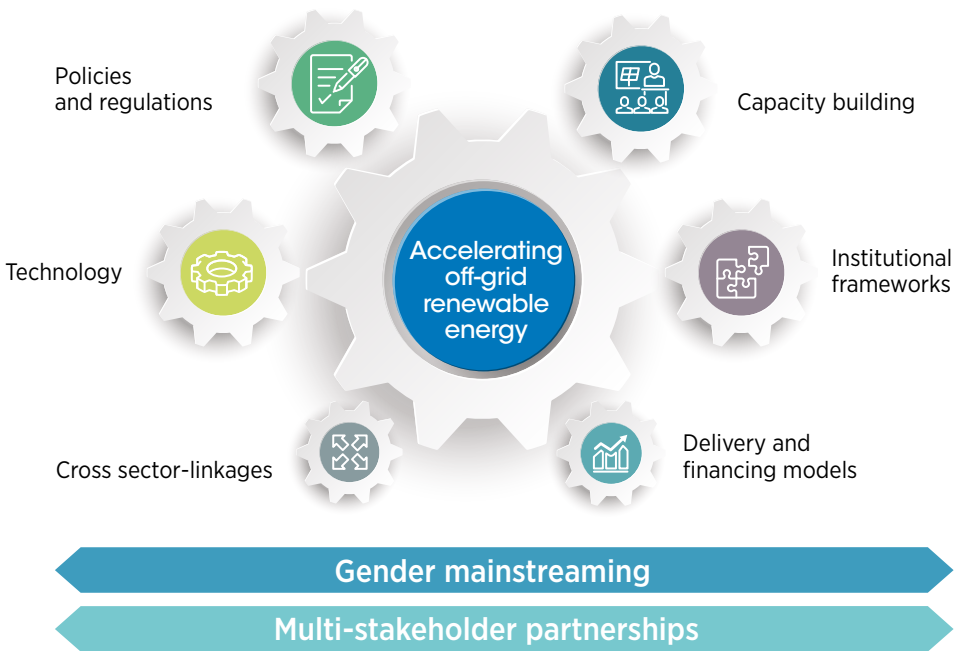 Policies
and regulations
Capacity building
Technology
Accelerating
off-grid
renewable
energy
Institutional
frameworks
Cross sector-linkages
Delivery and
financing models
Gender mainstreaming
Multi-stakeholder partnerships